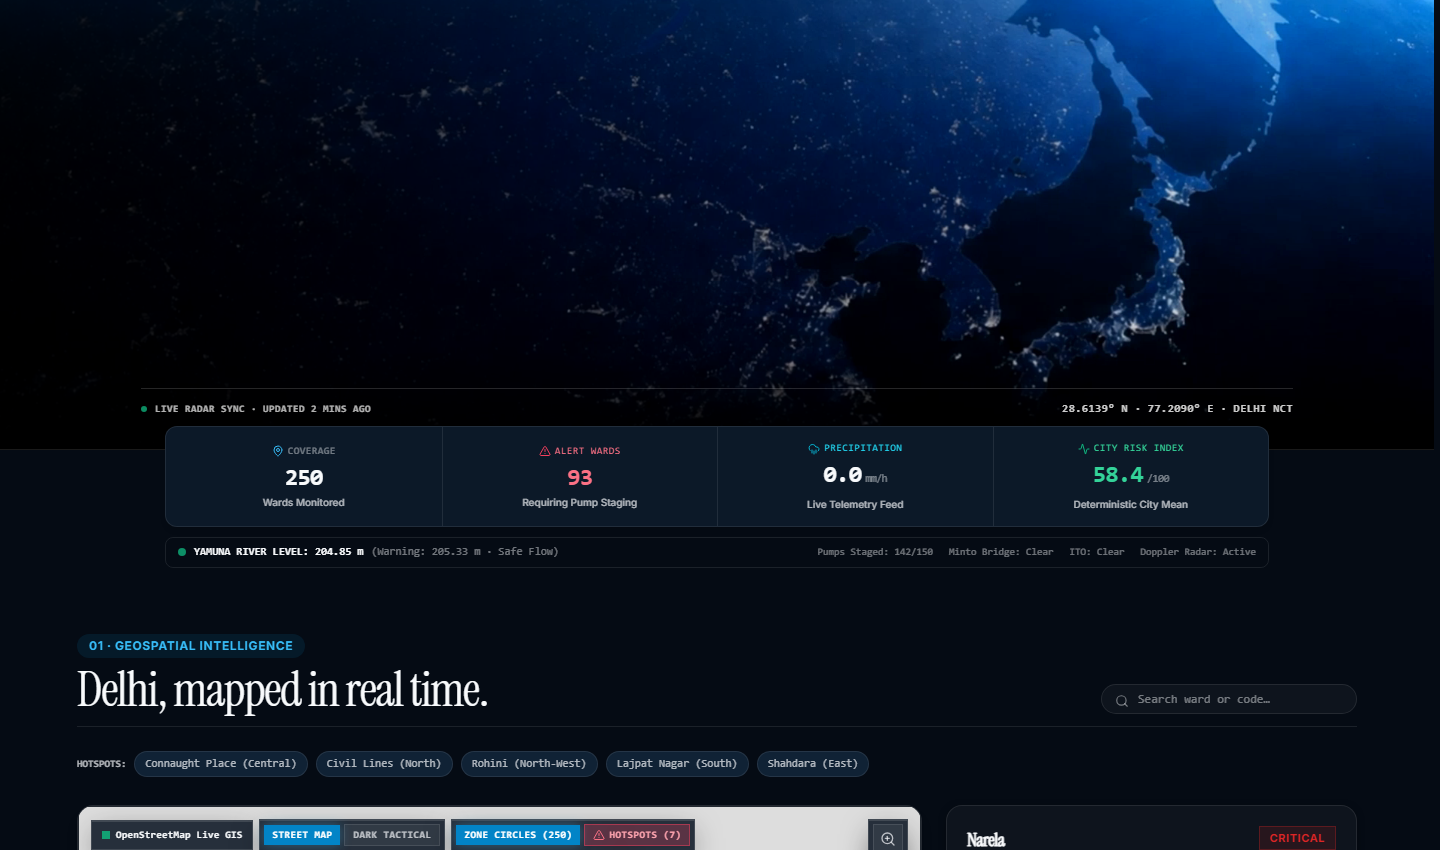 LIVE RADAR SYNC · UPDATED 2 MINS AGO
28.6139° N · 77.2090° E · DELHI NCT
COVERAGE
250
Wards Monitored
ALERT WARDS
93
Requiring Pump Staging
PRECIPITATION
0.0 mm/h
Live Telemetry Feed
CITY RISK INDEX
58.4 /100
Deterministic City Mean
YAMUNA RIVER LEVEL: 204.85 m (Warning: 205.33 m · Safe Flow)
Pumps Staged: 142/150 Minto Bridge: Clear ITO: Clear Doppler Radar: Active
01 · GEOSPATIAL INTELLIGENCE
Delhi, mapped in real time.
Search ward or code…
HOTSPOTS: Connaught Place (Central) Civil Lines (North) Rohini (North-West) Lajpat Nagar (South) Shahdara (East)
OpenStreetMap Live GIS STREET MAP DARK TACTICAL ZONE CIRCLES (250) HOTSPOTS (7)
Narela CRITICAL